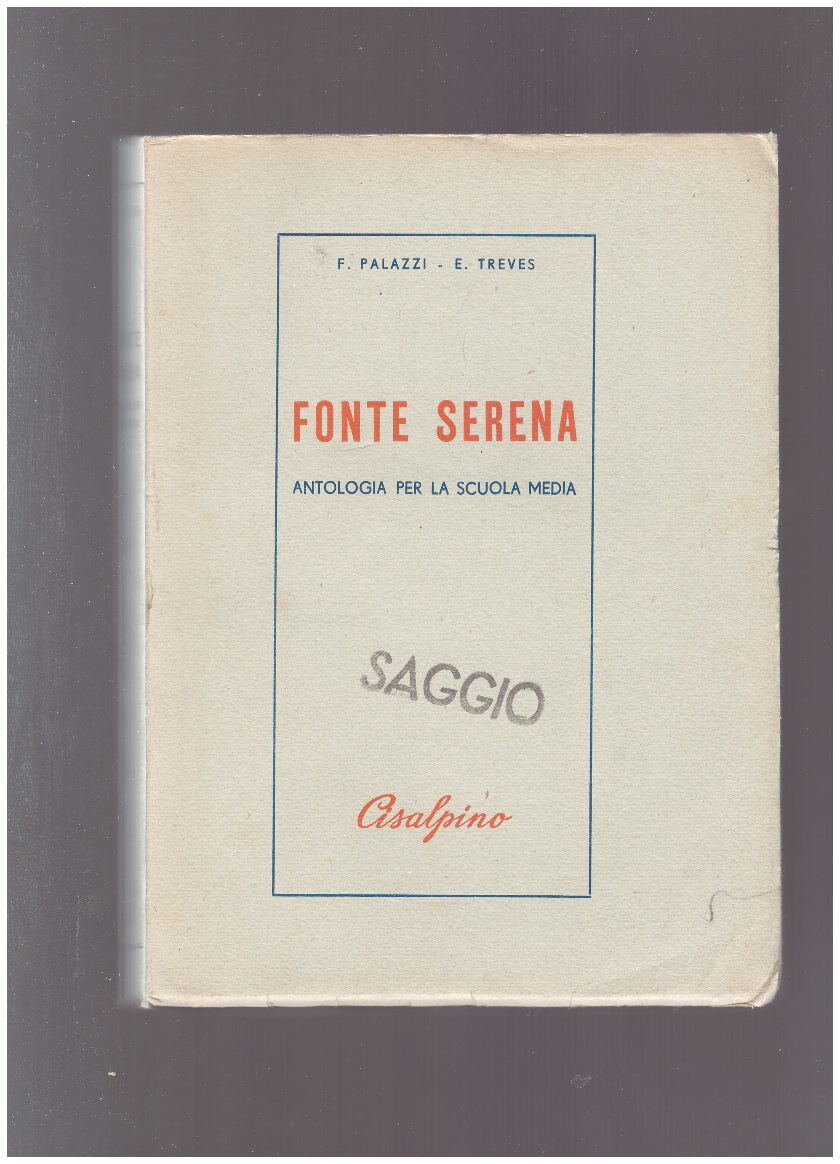 F. PALAZZI - E. TREVES
FONTE SERENA
ANTOLOGIA PER LA SCUOLA MEDIA
SAGGIO
Cisalpino